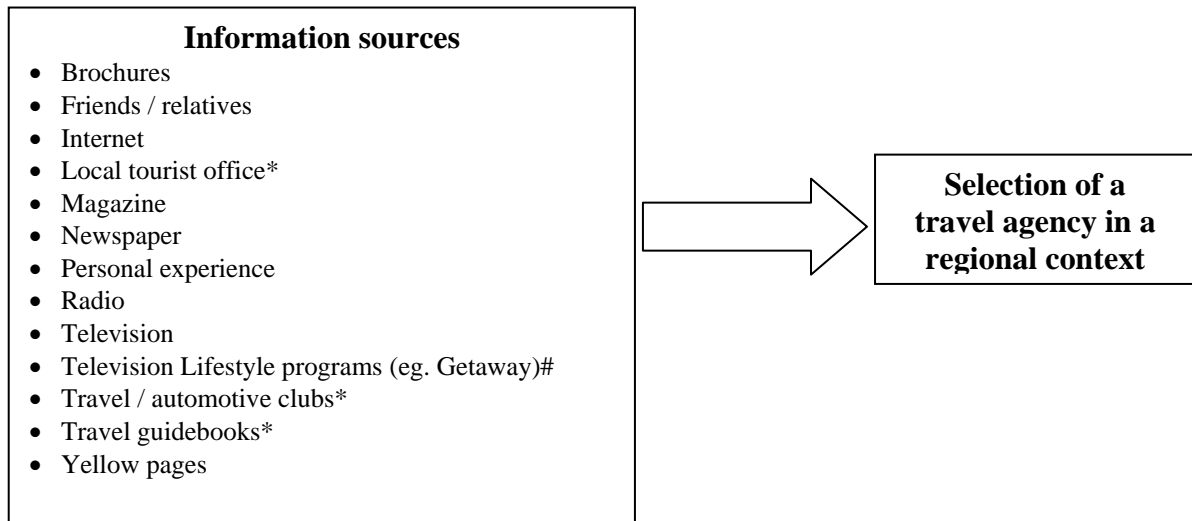 Information sources
• Brochures
• Friends / relatives
• Internet
• Local tourist office*
• Magazine
• Newspaper
• Personal experience
• Radio
• Television
• Television Lifestyle programs (eg. Getaway)#
• Travel / automotive clubs*
• Travel guidebooks*
• Yellow pages
Selection of a
travel agency in a
regional context